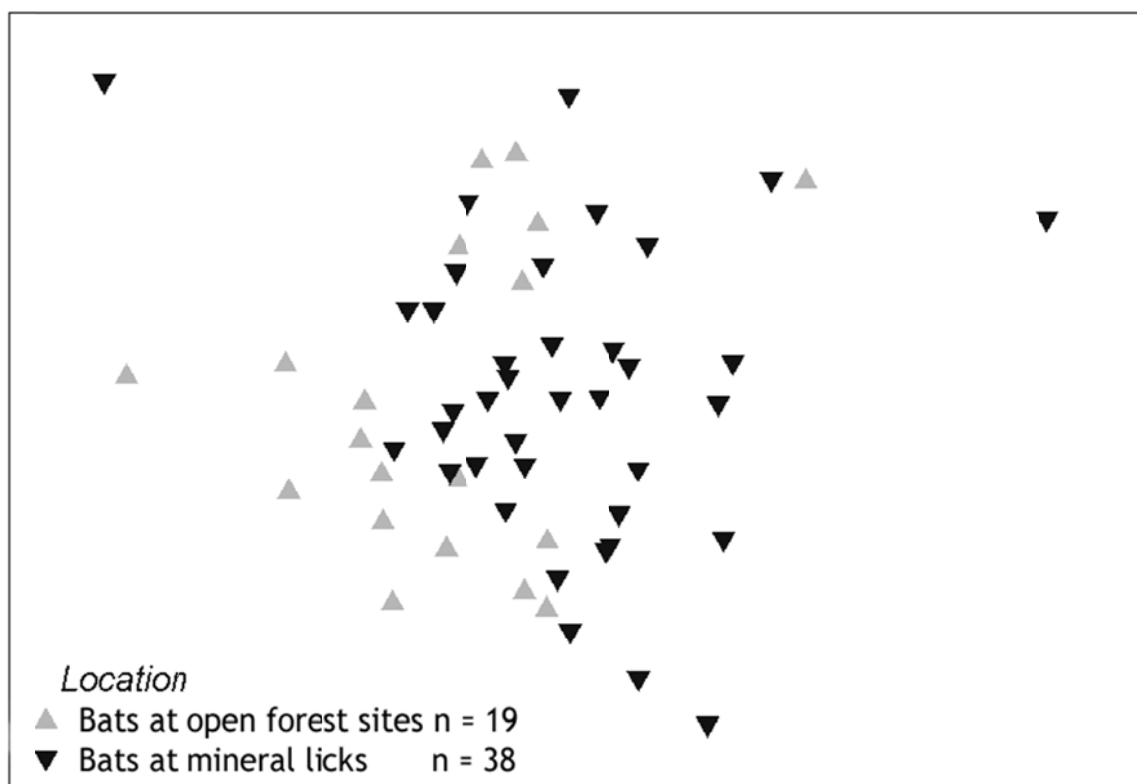 Location
Bats at open forest sites n = 19
Bats at mineral licks n = 38